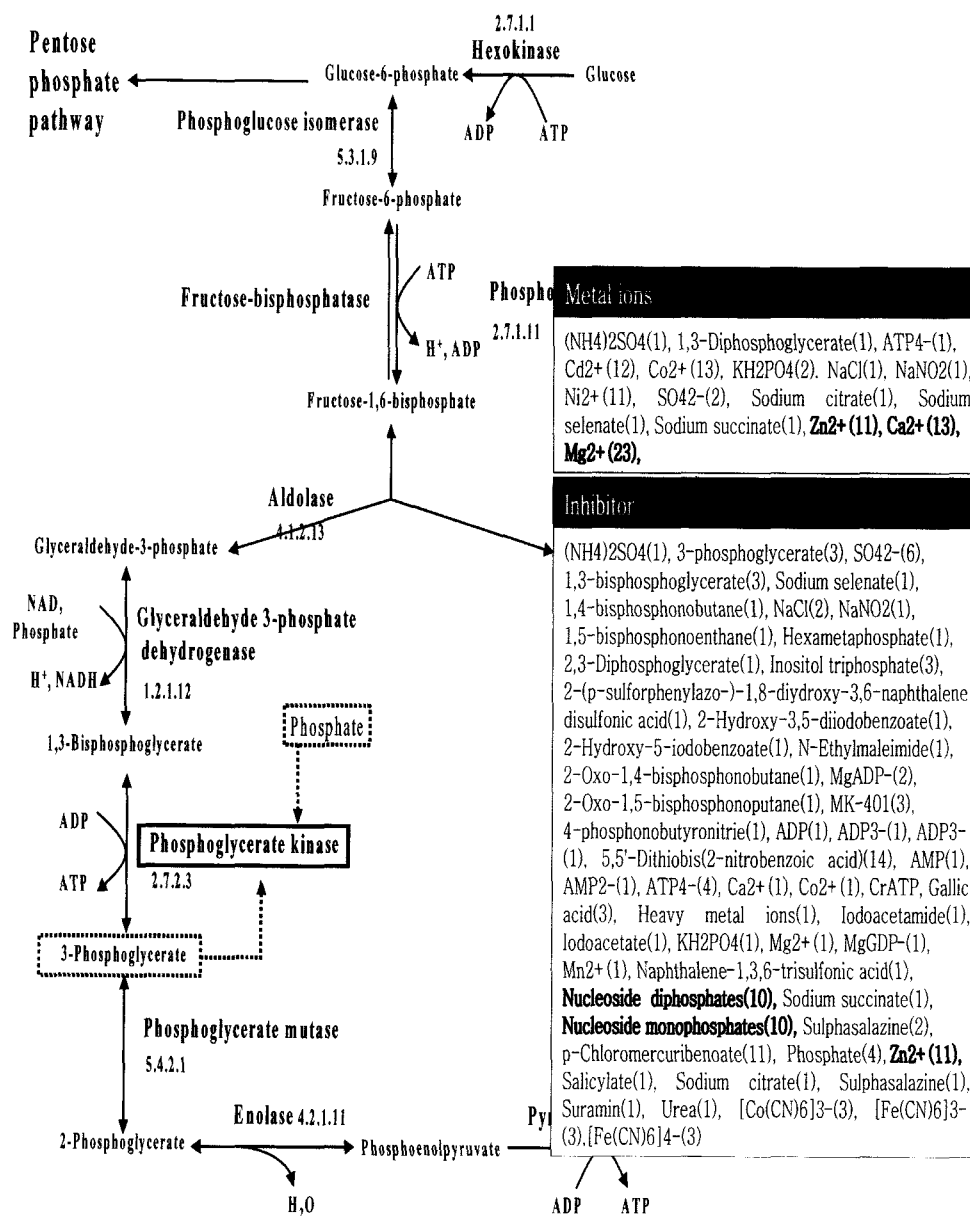 2.7.1.1
Hexokinase
Pentose
phosphate
pathway
Glucose-6-phosphate
Glucose
ADP
ATP
Phosphoglucose isomerase
5.3.1.9
Fructose-6-phosphate
ATP
Fructose-bisphosphatase
Phospho
2.7.1.11
H+, ADP
Fructose-1,6-bisphosphate
Aldolase
4.1.2.13
Glyceraldehyde-3-phosphate
NAD,
Phosphate
Glyceraldehyde 3-phosphate
dehydrogenase
H+, NADH
1.2.1.12
Phosphate
1,3-Bisphosphoglycerate
ADP
Phosphoglycerate kinase
ATP
2.7.2.3
3-Phosphoglycerate
Phosphoglycerate mutase
5.4.2.1
Enolase 4.2.1.11
2-Phosphoglycerate
Phosphoenolpyruvate
Py
H2O
ADP
ATP
Metal ions
(NH4)2SO4(1), 1,3-Diphosphoglycerate(1), ATP4-(1),
Cd2+(12), Co2+(13), KH2PO4(2). NaCl(1), NaNO2(1),
Ni2+(11), SO42-(2), Sodium citrate(1), Sodium
selenate(1), Sodium succinate(1), Zn2+(11), Ca2+(13),
Mg2+(23),
Inhibitor
(NH4)2SO4(1), 3-phosphoglycerate(3), SO42-(6),
1,3-bisphosphoglycerate(3), Sodium selenate(1),
1,4-bisphosphonobutane(1), NaCl(2), NaNO2(1),
1,5-bisphosphonoenthane(1), Hexametaphosphate(1),
2,3-Diphosphoglycerate(1), Inositol triphosphate(3),
2-(p-sulforphenylazo-)-1,8-diydroxy-3,6-naphthalene
disulfonic acid(1), 2-Hydroxy-3,5-diiodobenzoate(1),
2-Hydroxy-5-iodobenzoate(1), N-Ethylmaleimide(1),
2-Oxo-1,4-bisphosphonobutane(1), MgADP-(2),
2-Oxo-1,5-bisphosphonoputane(1), MK-401(3),
4-phosphonobutyronitrie(1), ADP(1), ADP3-(1), ADP3-
(1), 5,5'-Dithiobis(2-nitrobenzoic acid)(14), AMP(1),
AMP2-(1), ATP4-(4), Ca2+(1), Co2+(1), CrATP, Gallic
acid(3), Heavy metal ions(1), Iodoacetamide(1),
Iodoacetate(1), KH2PO4(1), Mg2+(1), MgGDP-(1),
Mn2+(1), Naphthalene-1,3,6-trisulfonic acid(1),
Nucleoside diphosphates(10), Sodium succinate(1),
Nucleoside monophosphates(10), Sulphasalazine(2),
p-Chloromercuribenoate(11), Phosphate(4), Zn2+(11),
Salicylate(1), Sodium citrate(1), Sulphasalazine(1),
Suramin(1), Urea(1), [Co(CN)6]3-(3), [Fe(CN)6]3-
(3),[Fe(CN)6]4-(3)